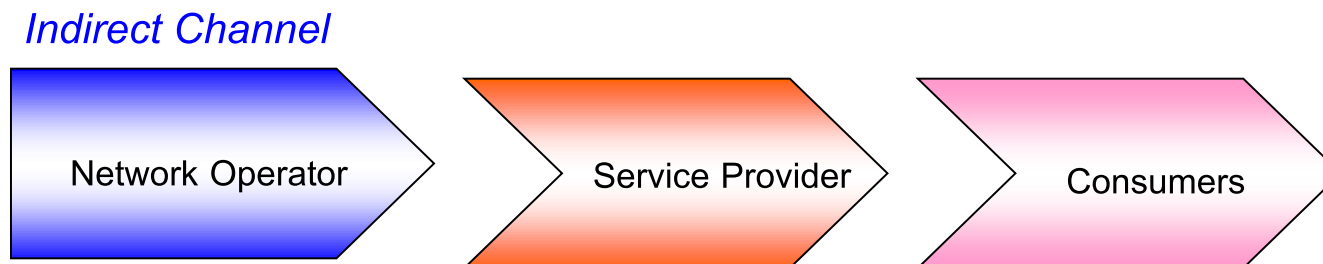 Indirect Channel
Network Operator
Service Provider
Consumers